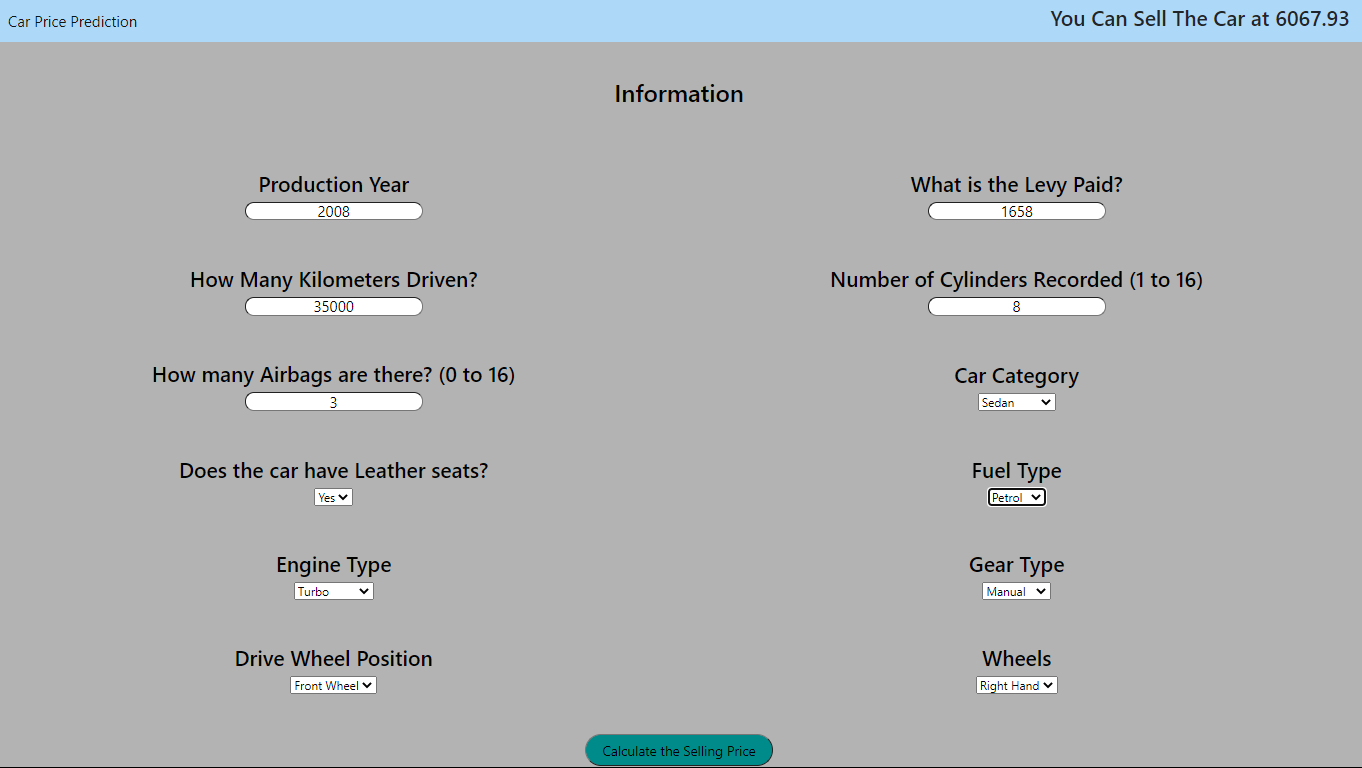 Car Price Prediction
You Can Sell The Car at 6067.93
Information
Production Year
2008
What is the Levy Paid?
1658
How Many Kilometers Driven?
35000
Number of Cylinders Recorded (1 to 16)
8
How many Airbags are there? (0 to 16)
3
Car Category
Sedan
Does the car have Leather seats?
Yes
Fuel Type
Petrol
Engine Type
Turbo
Gear Type
Manual
Drive Wheel Position
Front Wheel
Wheels
Right Hand
Calculate the Selling Price